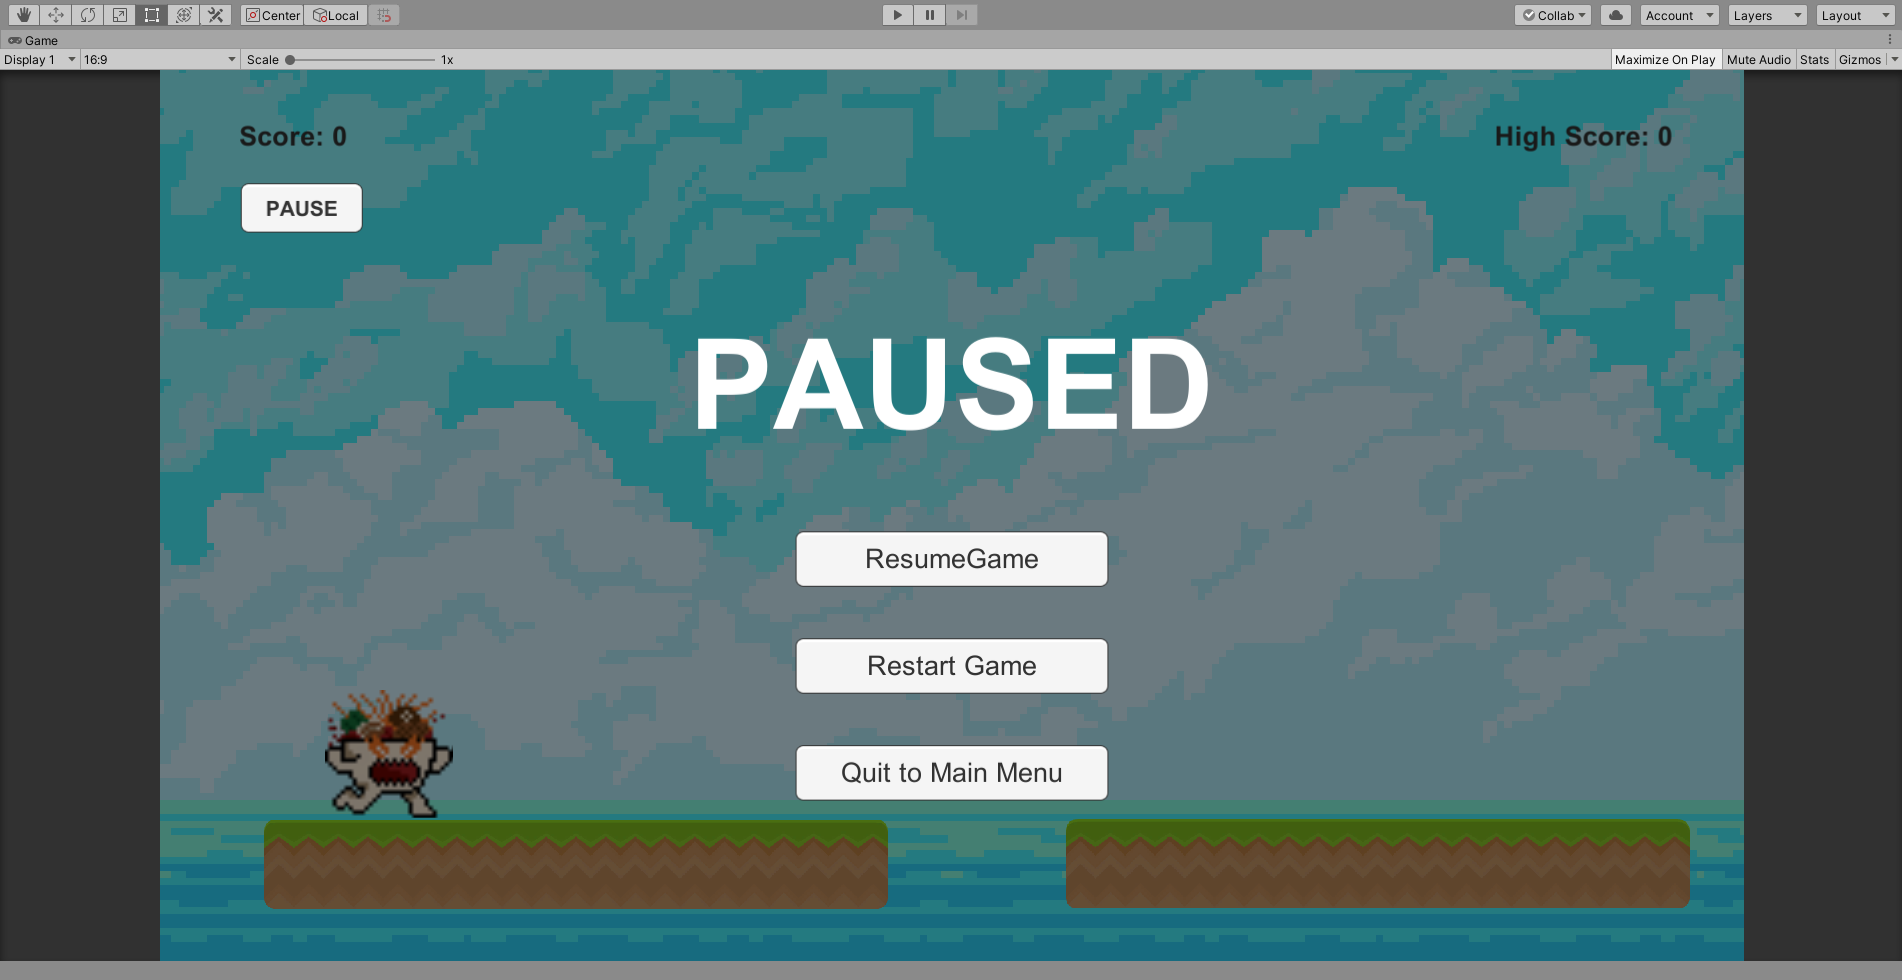 Center Local Collab Account Layers Layout
Game
Display 1 16:9 Scale 1x Maximize On Play Mute Audio Stats Gizmos
Score: 0 High Score: 0
PAUSE
PAUSED
ResumeGame
Restart Game
Quit to Main Menu